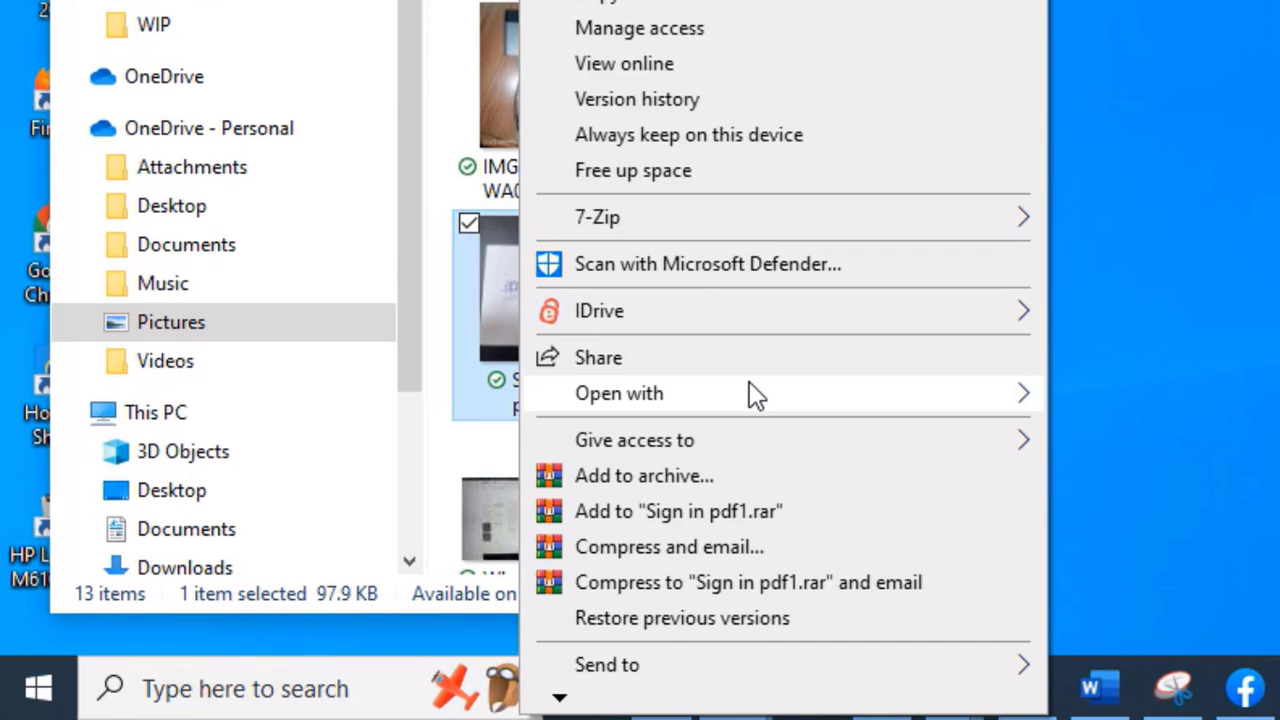 WIP
OneDrive
OneDrive - Personal
Attachments
Desktop
Documents
Music
Pictures
Videos
This PC
3D Objects
Desktop
Documents
Downloads
13 items 1 item selected 97.9 KB Available on
IMG
WA0
Manage access
View online
Version history
Always keep on this device
Free up space
7-Zip
Scan with Microsoft Defender...
IDrive
Share
Open with
Give access to
Add to archive...
Add to "Sign in pdf1.rar"
Compress and email...
Compress to "Sign in pdf1.rar" and email
Restore previous versions
Send to
Go
Ch
HP L
M61
Type here to search